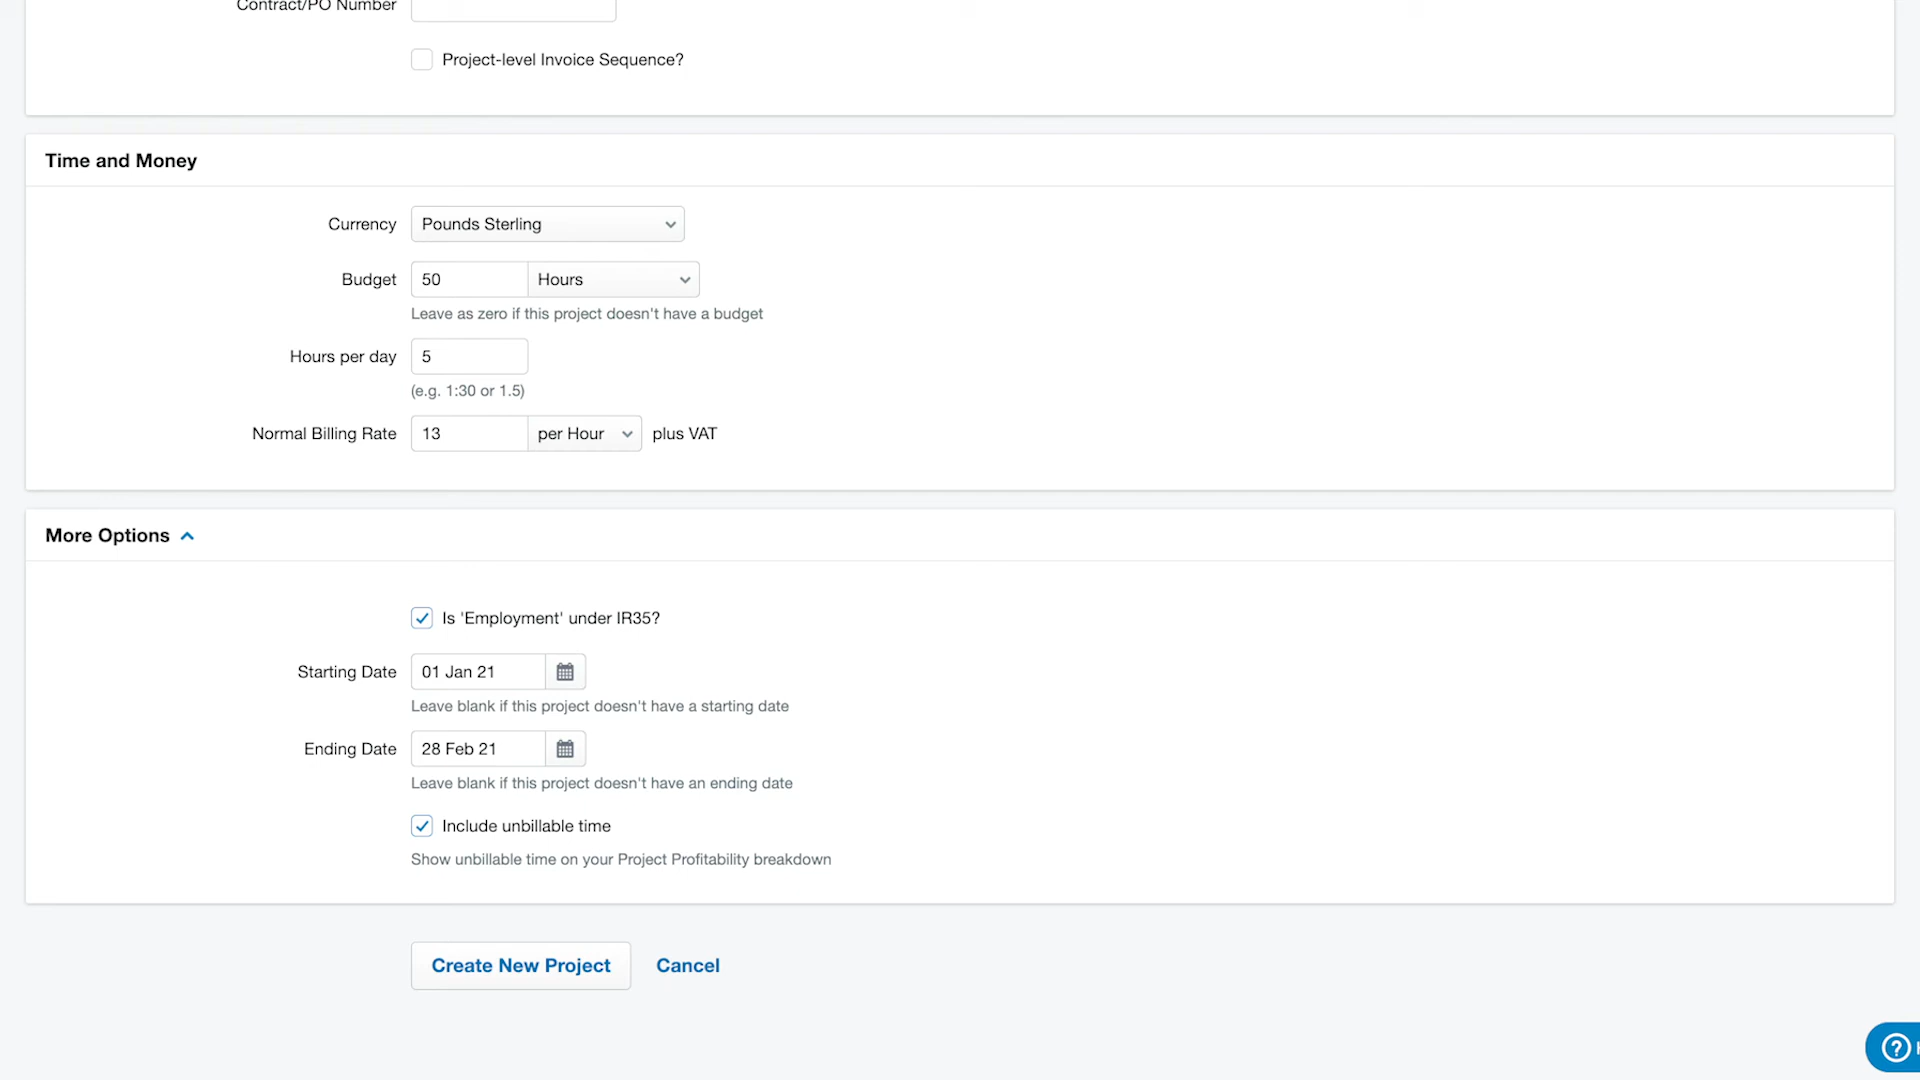 Contract/PO Number
Project-level Invoice Sequence?
Time and Money
Currency Pounds Sterling
Budget 50 Hours
Leave as zero if this project doesn't have a budget
Hours per day 5
(e.g. 1:30 or 1.5)
Normal Billing Rate 13 per Hour plus VAT
More Options
Is 'Employment' under IR35?
Starting Date 01 Jan 21
Leave blank if this project doesn't have a starting date
Ending Date 28 Feb 21
Leave blank if this project doesn't have an ending date
Include unbillable time
Show unbillable time on your Project Profitability breakdown
Create New Project Cancel
?